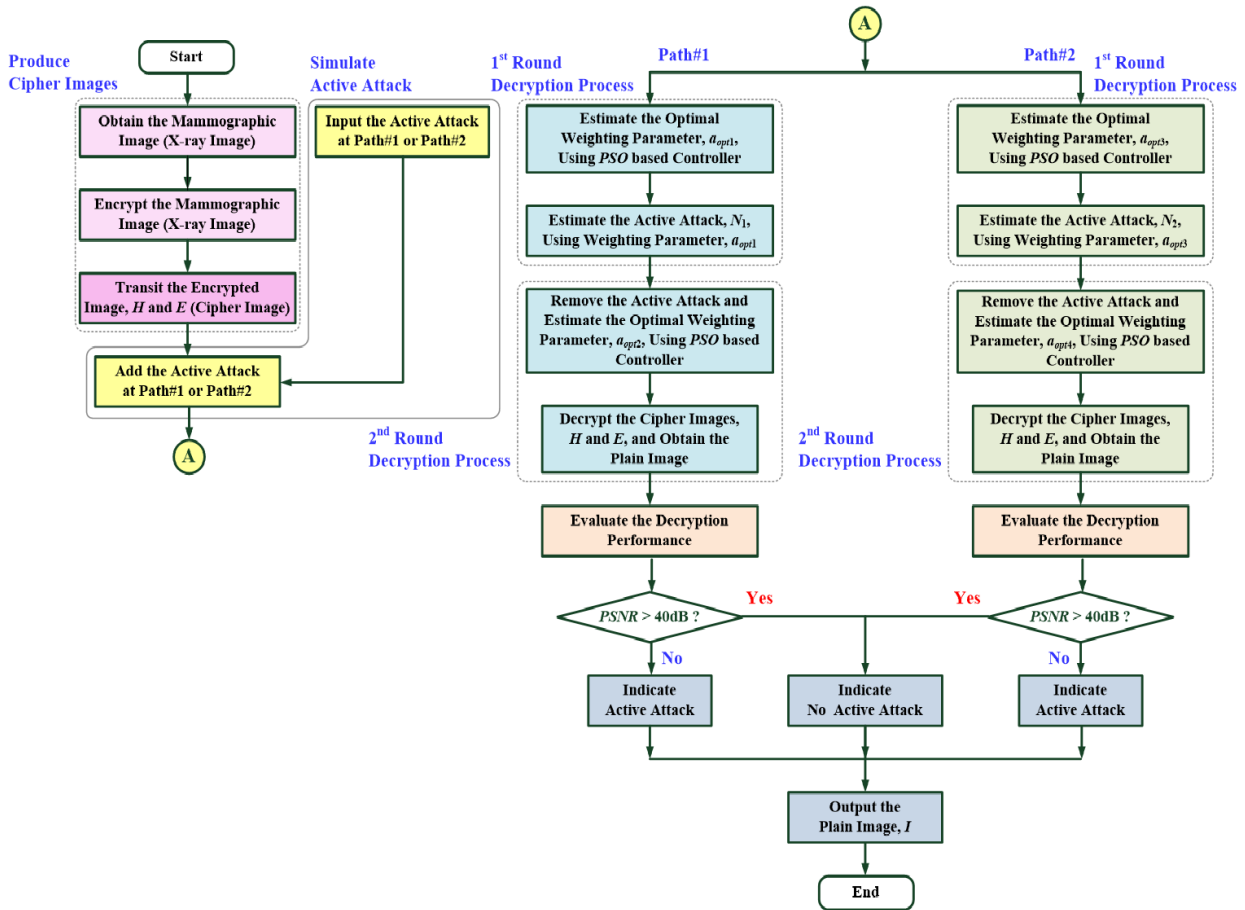 Start
Produce
Cipher Images
Simulate
Active Attack
Obtain the Mammographic
Image (X-ray Image)
Input the Active Attack
at Path#1 or Path#2
Encrypt the Mammographic
Image (X-ray Image)
Transit the Encrypted
Image, H and E (Cipher Image)
Add the Active Attack
at Path#1 or Path#2
A
A
1st Round
Decryption Process
Path#1
Path#2
1st Round
Decryption Process
Estimate the Optimal
Weighting Parameter, aopt1,
Using PSO based Controller
Estimate the Active Attack, N1,
Using Weighting Parameter, aopt1
Remove the Active Attack and
Estimate the Optimal Weighting
Parameter, aopt2, Using PSO based
Controller
Decrypt the Cipher Images,
H and E, and Obtain the
Plain Image
2nd Round
Decryption Process
Evaluate the Decryption
Performance
PSNR > 40dB ?
Yes
No
Estimate the Optimal
Weighting Parameter, aopt3,
Using PSO based Controller
Estimate the Active Attack, N2,
Using Weighting Parameter, aopt3
Remove the Active Attack and
Estimate the Optimal Weighting
Parameter, aopt4, Using PSO based
Controller
Decrypt the Cipher Images,
H and E, and Obtain the
Plain Image
2nd Round
Decryption Process
Evaluate the Decryption
Performance
PSNR > 40dB ?
Yes
No
Indicate
Active Attack
Indicate
No Active Attack
Indicate
Active Attack
Output the
Plain Image, I
End